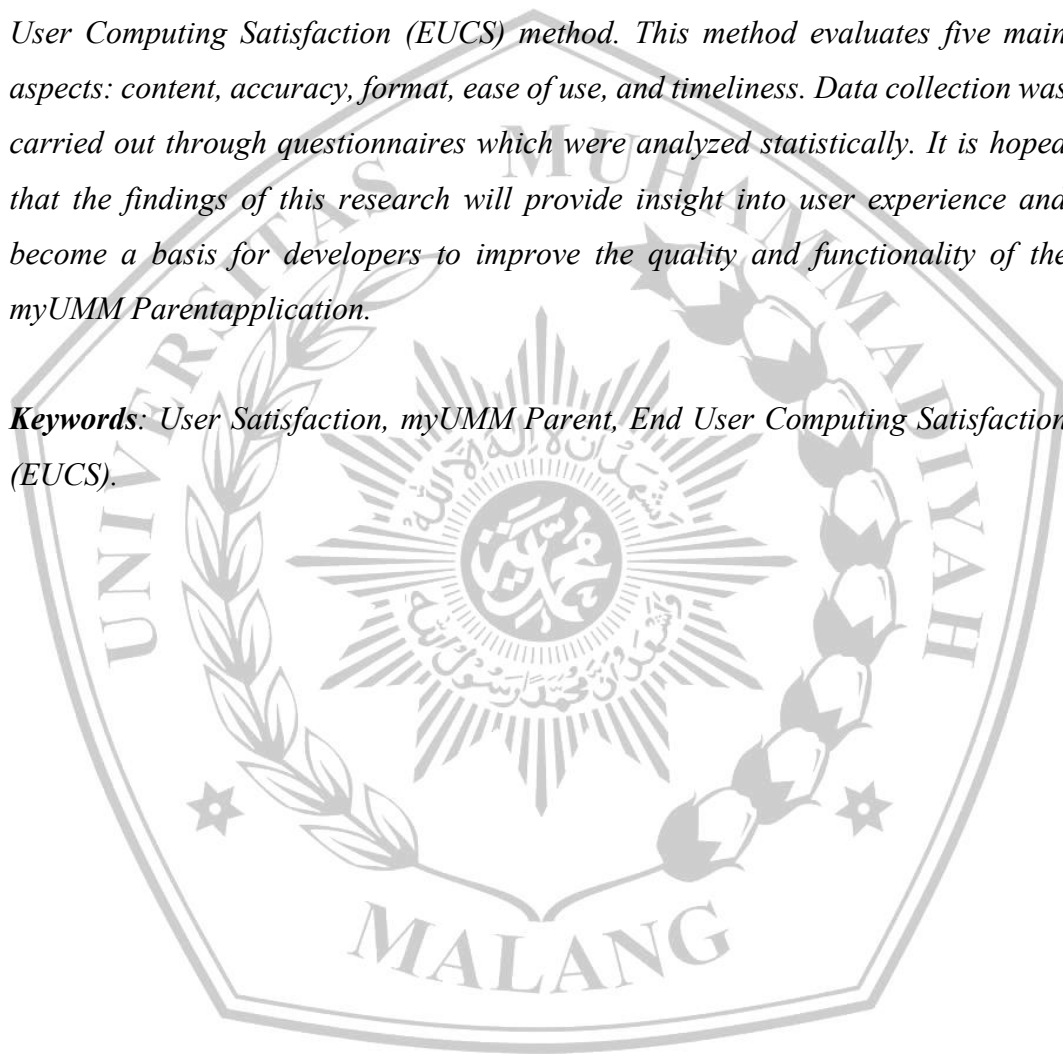 User Computing Satisfaction (EUCS) method. This method evaluates five main
aspects: content, accuracy, format, ease of use, and timeliness. Data collection was
carried out through questionnaires which were analyzed statistically. It is hoped
that the findings of this research will provide insight into user experience and
become a basis for developers to improve the quality and functionality of the
myUMM Parentapplication.
Keywords: User Satisfaction, myUMM Parent, End User Computing Satisfaction
(EUCS).
UNIVERSITAS MUHAMMADIYAH
MALANG